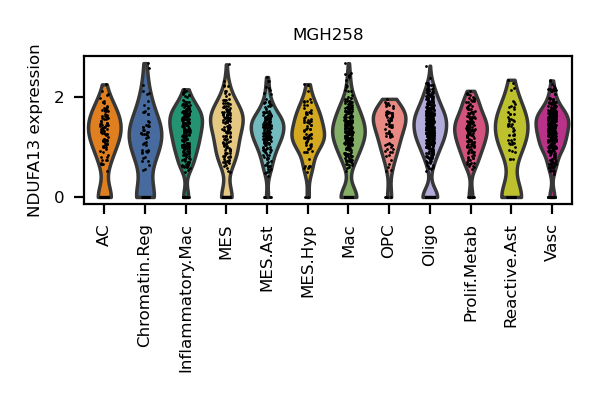 MGH258
NDUFA13 expression
2
0
AC
Chromatin.Reg
Inflammatory.Mac
MES
MES.Ast
MES.Hyp
Mac
OPC
Oligo
Prolif.Metab
Reactive.Ast
Vasc